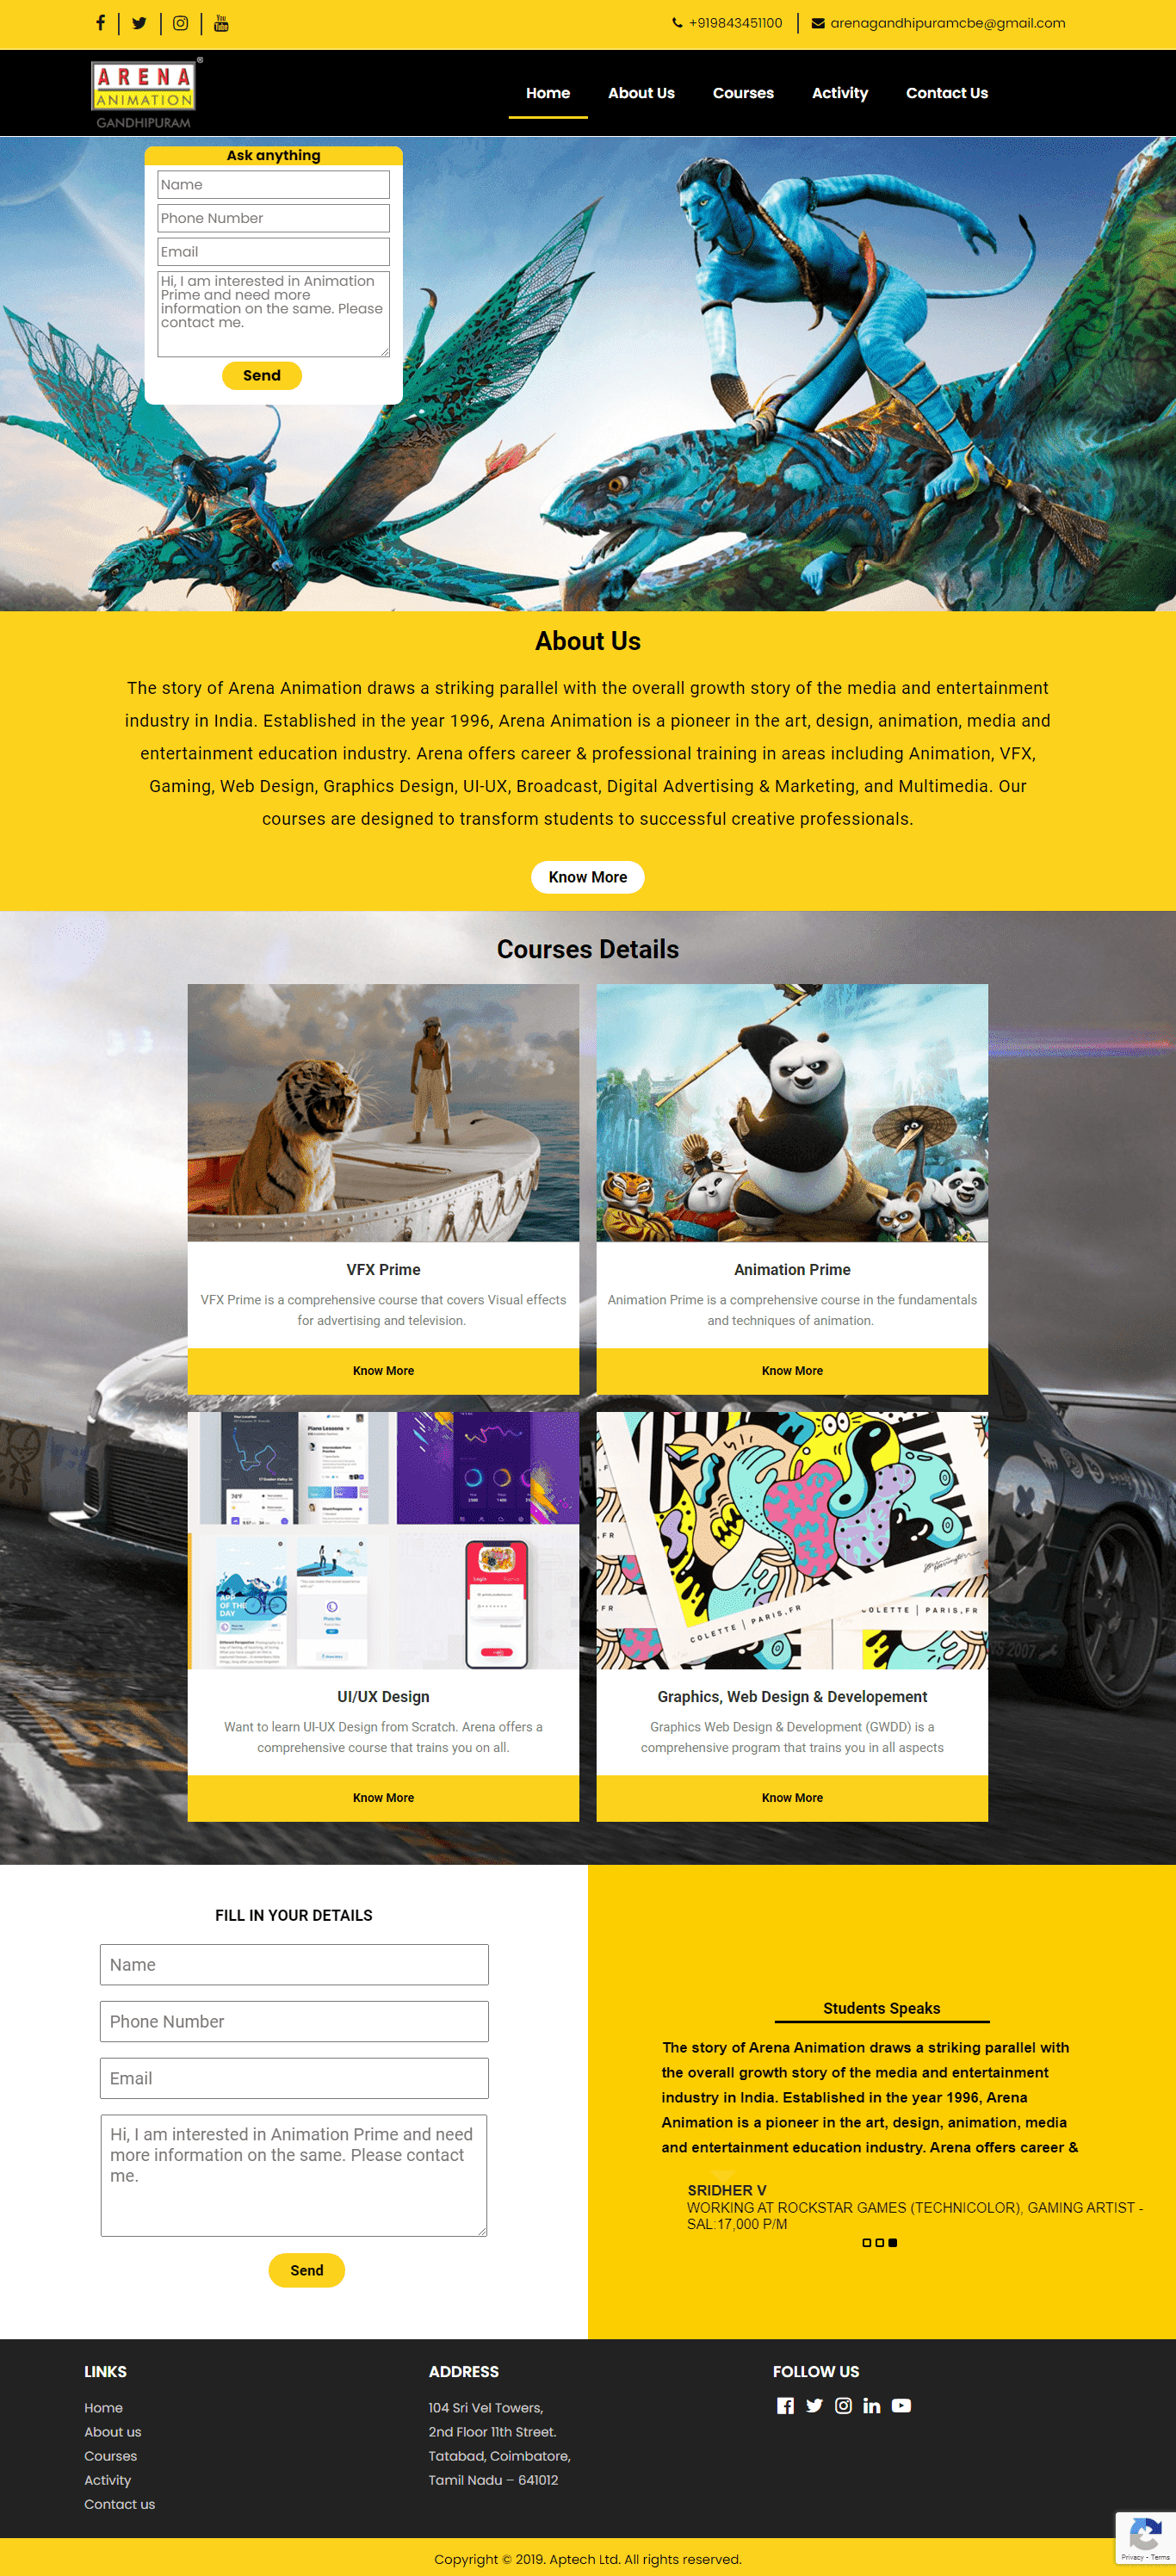 +919843451100
arenagandhipuramcbe@gmail.com
ARENA
ANIMATION
GANDHIPURAM
Home
About Us
Courses
Activity
Contact Us
Ask anything
Name
Phone Number
Email
Hi, I am interested in Animation
Prime and need more
information on the same. Please
contact me.
Send
About Us
The story of Arena Animation draws a striking parallel with the overall growth story of the media and entertainment
industry in India. Established in the year 1996, Arena Animation is a pioneer in the art, design, animation, media and
entertainment education industry. Arena offers career & professional training in areas including Animation, VFX,
Gaming, Web Design, Graphics Design, UI-UX, Broadcast, Digital Advertising & Marketing, and Multimedia. Our
courses are designed to transform students to successful creative professionals.
Know More
Courses Details
VFX Prime
VFX Prime is a comprehensive course that covers Visual effects
for advertising and television.
Know More
Animation Prime
Animation Prime is a comprehensive course in the fundamentals
and techniques of animation.
Know More
Piano Lessons
APP
OF THE
DAY
Login
COLETTE | PARIS, FR
COLETTE | PARIS, FR
UI/UX Design
Want to learn UI-UX Design from Scratch. Arena offers a
comprehensive course that trains you on all.
Know More
Graphics, Web Design & Developement
Graphics Web Design & Development (GWDD) is a
comprehensive program that trains you in all aspects
Know More
FILL IN YOUR DETAILS
Name
Phone Number
Email
Hi, I am interested in Animation Prime and need
more information on the same. Please contact
me.
Send
Students Speaks
The story of Arena Animation draws a striking parallel with
the overall growth story of the media and entertainment
industry in India. Established in the year 1996, Arena
Animation is a pioneer in the art, design, animation, media
and entertainment education industry. Arena offers career &
SRIDHER V
WORKING AT ROCKSTAR GAMES (TECHNICOLOR), GAMING ARTIST -
SAL:17,000 P/M
LINKS
Home
About us
Courses
Activity
Contact us
ADDRESS
104 Sri Vel Towers,
2nd Floor 11th Street.
Tatabad, Coimbatore,
Tamil Nadu – 641012
FOLLOW US
Privacy - Terms
Copyright © 2019. Aptech Ltd. All rights reserved.